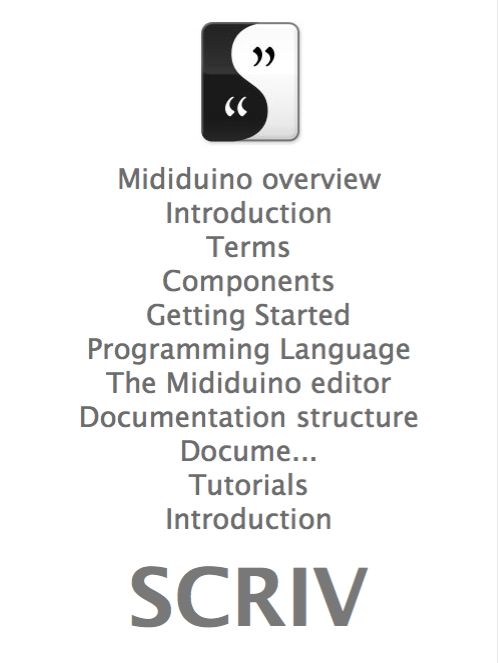 ”
“
Mididuino overview
Introduction
Terms
Components
Getting Started
Programming Language
The Mididuino editor
Documentation structure
Docume...
Tutorials
Introduction
SCRIV